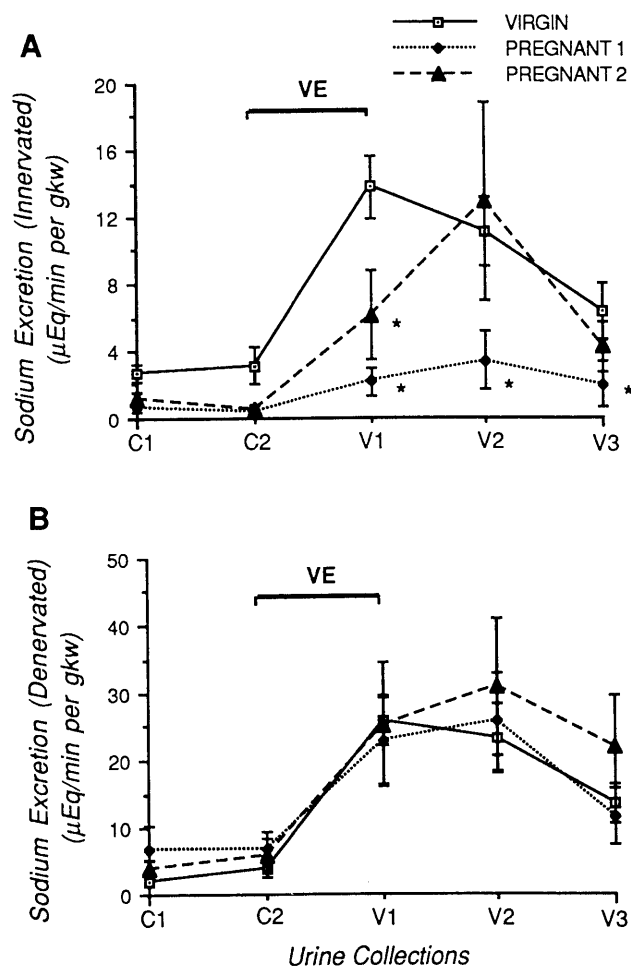 VIRGIN
PREGNANT 1
PREGNANT 2
A
VE
Sodium Excretion (Innervated)
(µEq/min per gkw)
20
16
12
8
4
0
*
*
*
*
C1 C2 V1 V2 V3
B
VE
Sodium Excretion (Denervated)
(µEq/min per gkw)
50
40
30
20
10
0
C1 C2 V1 V2 V3
Urine Collections